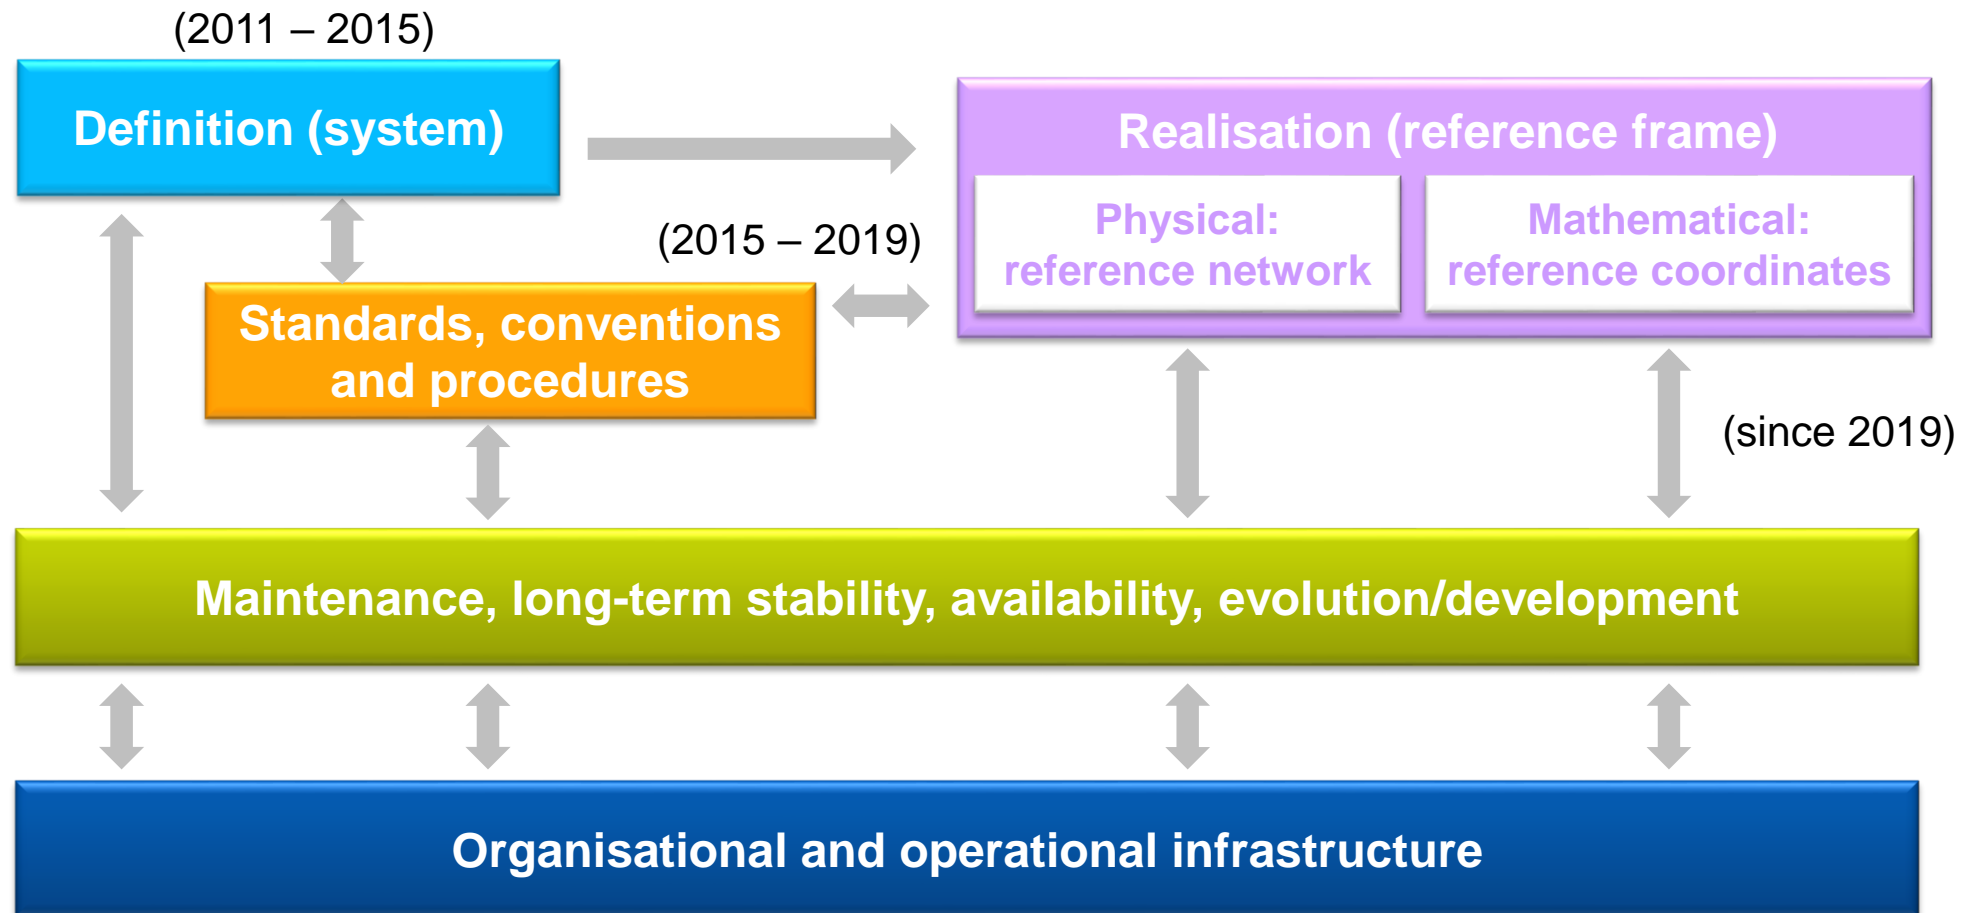 (2011 – 2015)
Definition (system)
Realisation (reference frame)
Physical:
reference network
Mathematical:
reference coordinates
(2015 – 2019)
Standards, conventions
and procedures
(since 2019)
Maintenance, long-term stability, availability, evolution/development
Organisational and operational infrastructure